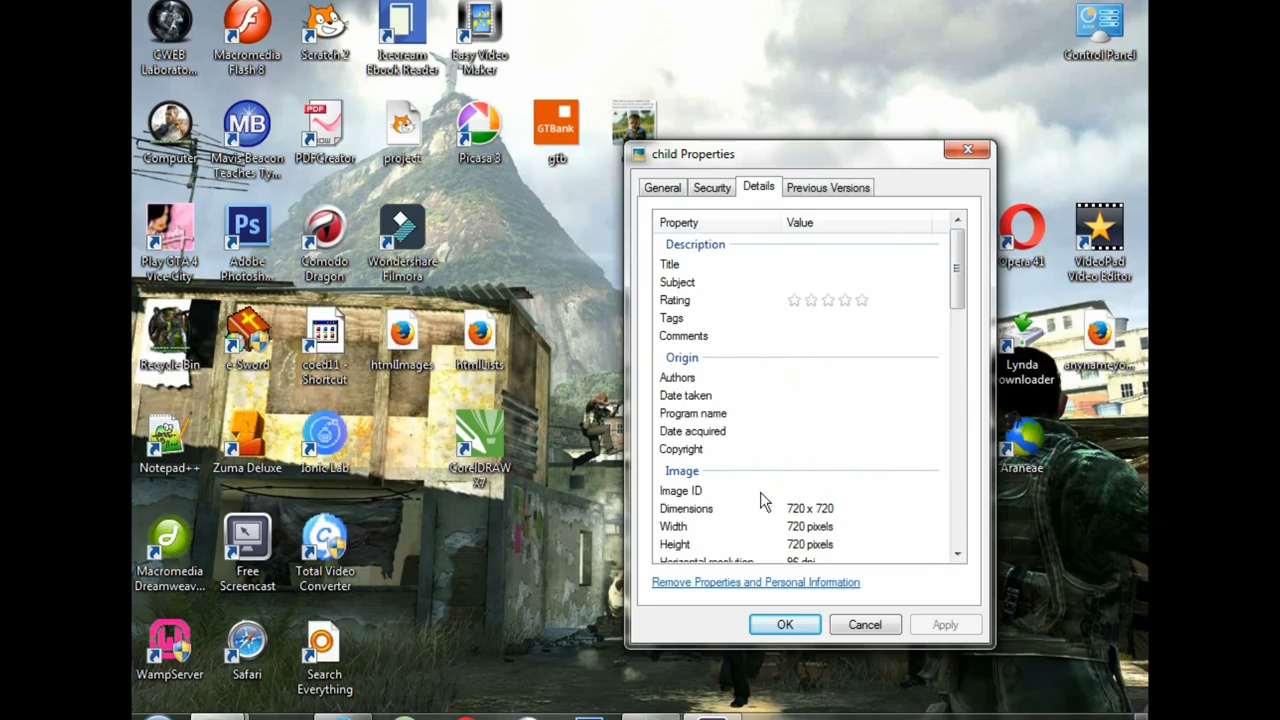 CWEB
Laborato...
Macromedia
Flash 8
Scratch 2
Icecream
Ebook Reader
Easy Video
Maker
Control Panel
Computer
MB
Mavis Beacon
Teaches Ty...
PDF
PDFCreator
project
Picasa 3
GTBank
gtb
child Properties
General
Security
Details
Previous Versions
Property
Value
Description
Title
Subject
Rating
Tags
Comments
Origin
Authors
Date taken
Program name
Date acquired
Copyright
Image
Image ID
Dimensions 720 x 720
Width 720 pixels
Height 720 pixels
Horizontal resolution 96 dpi
Remove Properties and Personal Information
OK
Cancel
Apply
Play GTA 4
Vice City
Ps
Adobe
Photosh...
Comodo
Dragon
Wondershare
Filmora
Opera 41
VideoPad
Video Editor
Recycle Bin
e-Sword
coed11 -
Shortcut
htmlImages
htmlLists
Lynda
ownloader
anynameyo...
Notepad++
Zuma Deluxe
Ionic Lab
CorelDRAW
X7
Araneae
Macromedia
Dreamweav...
Free
Screencast
Total Video
Converter
WampServer
Safari
Search
Everything